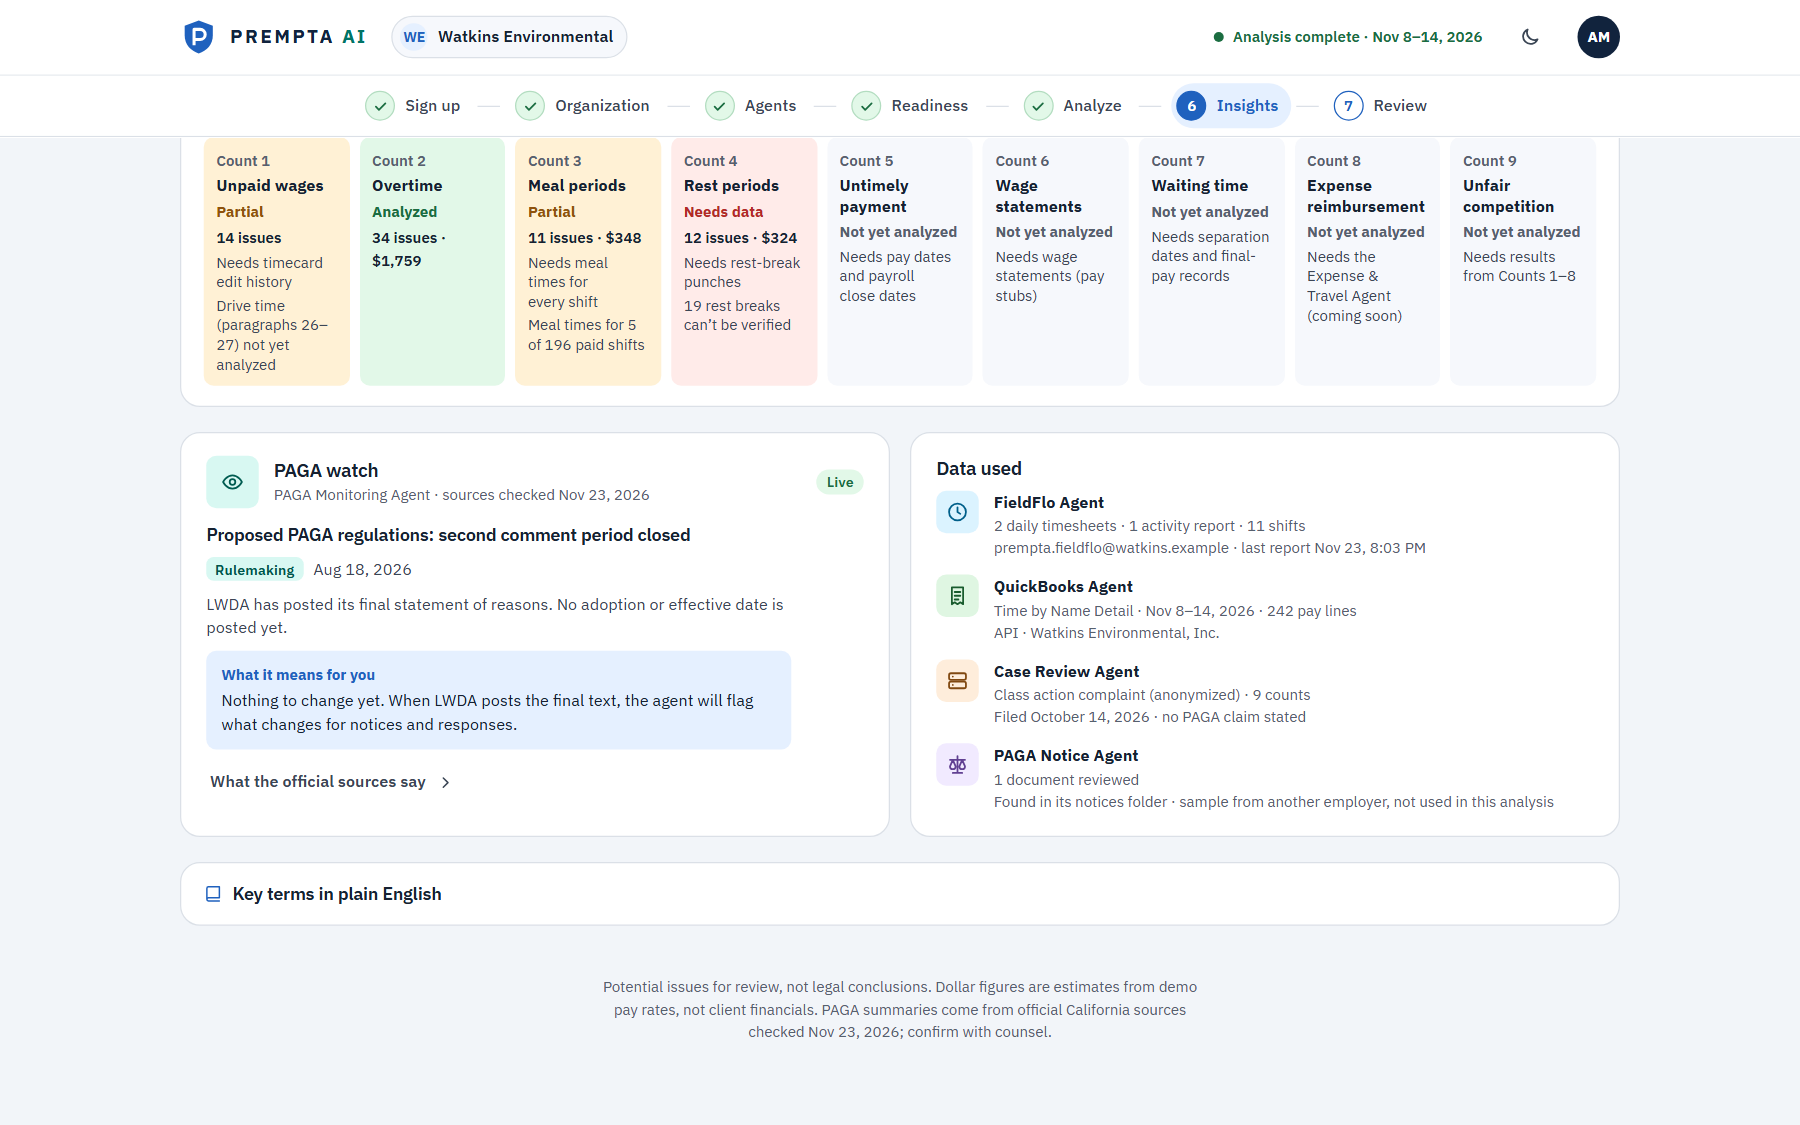 PREMPTA AI
WE Watkins Environmental
Analysis complete · Nov 8–14, 2026
AM
Sign up
Organization
Agents
Readiness
Analyze
6 Insights
7 Review
Count 1
Unpaid wages
Partial
14 issues
Needs timecard
edit history
Drive time
(paragraphs 26–
27) not yet
analyzed
Count 2
Overtime
Analyzed
34 issues ·
$1,759
Count 3
Meal periods
Partial
11 issues · $348
Needs meal
times for
every shift
Meal times for 5
of 196 paid shifts
Count 4
Rest periods
Needs data
12 issues · $324
Needs rest-break
punches
19 rest breaks
can’t be verified
Count 5
Untimely
payment
Not yet analyzed
Needs pay dates
and payroll
close dates
Count 6
Wage
statements
Not yet analyzed
Needs wage
statements (pay
stubs)
Count 7
Waiting time
Not yet analyzed
Needs separation
dates and final-
pay records
Count 8
Expense
reimbursement
Not yet analyzed
Needs the
Expense &
Travel Agent
(coming soon)
Count 9
Unfair
competition
Not yet analyzed
Needs results
from Counts 1–8
PAGA watch
PAGA Monitoring Agent · sources checked Nov 23, 2026
Live
Proposed PAGA regulations: second comment period closed
Rulemaking Aug 18, 2026
LWDA has posted its final statement of reasons. No adoption or effective date is
posted yet.
What it means for you
Nothing to change yet. When LWDA posts the final text, the agent will flag
what changes for notices and responses.
What the official sources say
Data used
FieldFlo Agent
2 daily timesheets · 1 activity report · 11 shifts
prempta.fieldflo@watkins.example · last report Nov 23, 8:03 PM
QuickBooks Agent
Time by Name Detail · Nov 8–14, 2026 · 242 pay lines
API · Watkins Environmental, Inc.
Case Review Agent
Class action complaint (anonymized) · 9 counts
Filed October 14, 2026 · no PAGA claim stated
PAGA Notice Agent
1 document reviewed
Found in its notices folder · sample from another employer, not used in this analysis
Key terms in plain English
Potential issues for review, not legal conclusions. Dollar figures are estimates from demo
pay rates, not client financials. PAGA summaries come from official California sources
checked Nov 23, 2026; confirm with counsel.